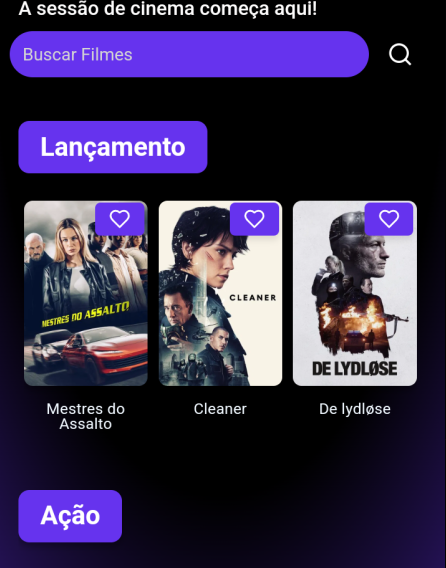 A sessão de cinema começa aqui!
Buscar Filmes
Lançamento
MESTRES DO ASSALTO
CLEANER
DE LYDLØSE
Mestres do
Assalto
Cleaner
De lydløse
Ação